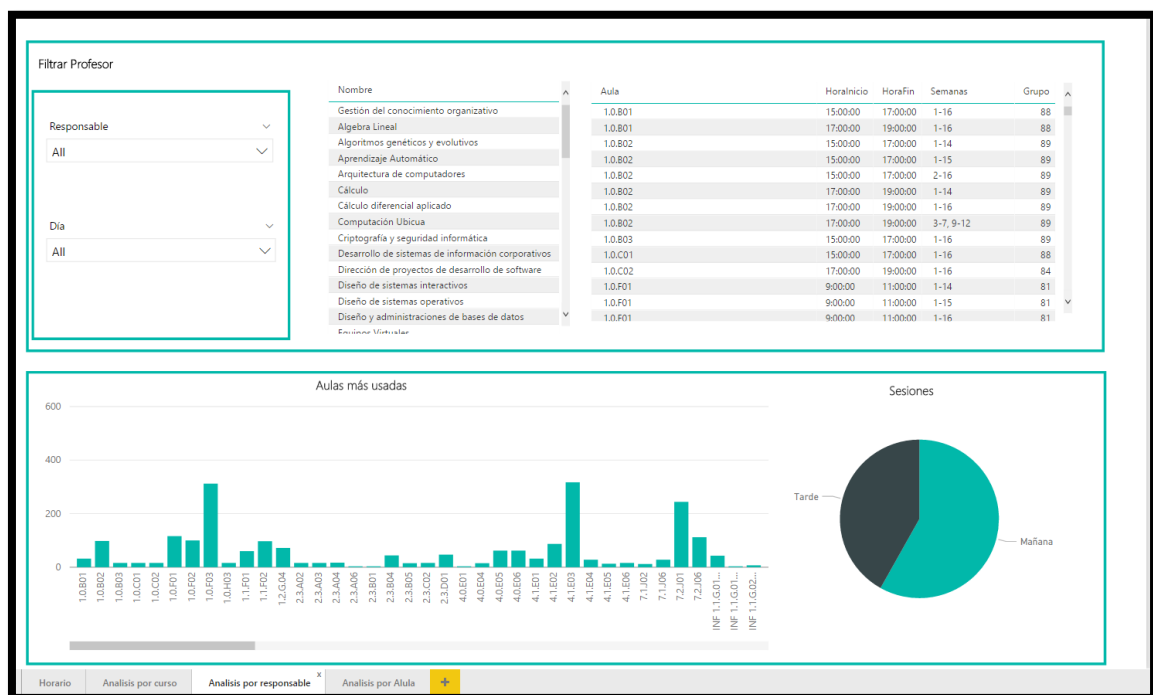 Filtrar Profesor
Responsable
All
Día
All
Nombre
Gestión del conocimiento organizativo
Algebra Lineal
Algoritmos genéticos y evolutivos
Aprendizaje Automático
Arquitectura de computadores
Cálculo
Cálculo diferencial aplicado
Computación Ubicua
Criptografía y seguridad informática
Desarrollo de sistemas de información corporativos
Dirección de proyectos de desarrollo de software
Diseño de sistemas interactivos
Diseño de sistemas operativos
Diseño y administraciones de bases de datos
Equipos Virtuales
Aula HoraInicio HoraFin Semanas Grupo
1.0.B01 15:00:00 17:00:00 1-16 88
1.0.B01 17:00:00 19:00:00 1-16 88
1.0.B02 15:00:00 17:00:00 1-14 89
1.0.B02 15:00:00 17:00:00 1-15 89
1.0.B02 15:00:00 17:00:00 2-16 89
1.0.B02 17:00:00 19:00:00 1-14 89
1.0.B02 17:00:00 19:00:00 1-16 89
1.0.B02 17:00:00 19:00:00 3-7, 9-12 89
1.0.B03 15:00:00 17:00:00 1-16 89
1.0.C01 15:00:00 17:00:00 1-16 88
1.0.C02 17:00:00 19:00:00 1-16 84
1.0.F01 9:00:00 11:00:00 1-14 81
1.0.F01 9:00:00 11:00:00 1-15 81
1.0.F01 9:00:00 11:00:00 1-16 81
Aulas más usadas
600
400
200
0
1.0.B01
1.0.B02
1.0.B03
1.0.C01
1.0.C02
1.0.F01
1.0.F02
1.0.F03
1.0.H03
1.1.F01
1.1.F02
1.2.G04
2.3.A02
2.3.A03
2.3.A04
2.3.A06
2.3.B01
2.3.B04
2.3.B05
2.3.C02
2.3.D01
4.0.E01
4.0.E04
4.0.E05
4.0.E06
4.1.E01
4.1.E02
4.1.E03
4.1.E04
4.1.E05
4.1.E06
7.1.J02
7.1.J06
7.2.J01
7.2.J06
INF 1.1.G.01...
INF 1.1.G.01...
INF 1.1.G.02...
Sesiones
Tarde
Mañana
Horario
Analisis por curso
Analisis por responsable x
Analisis por Alula
+